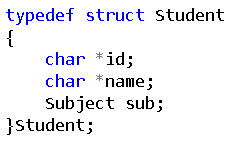 typedef struct Student
{
    char *id;
    char *name;
    Subject sub;
}Student;